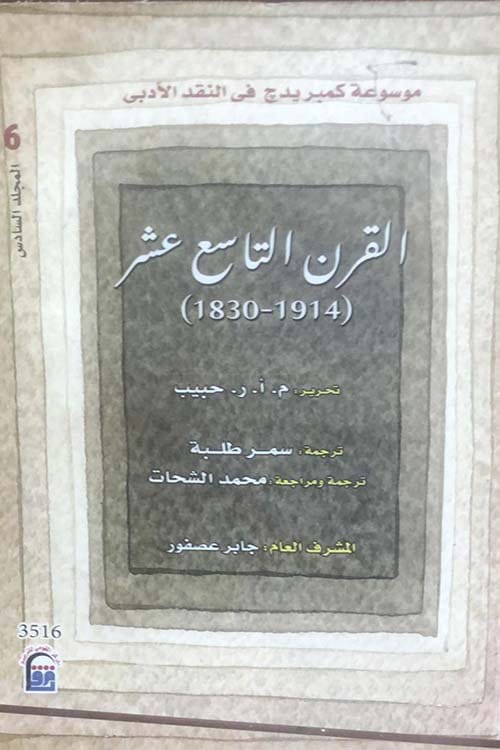 موسوعة كمبريدج فى النقد الأدبى
6
المجلد السادس
القرن التاسع عشر
(1830-1914)
تحرير: م. أ. ر. حبيب
ترجمة: سمر طلبة
ترجمة ومراجعة: محمد الشحات
المشرف العام: جابر عصفور
3516